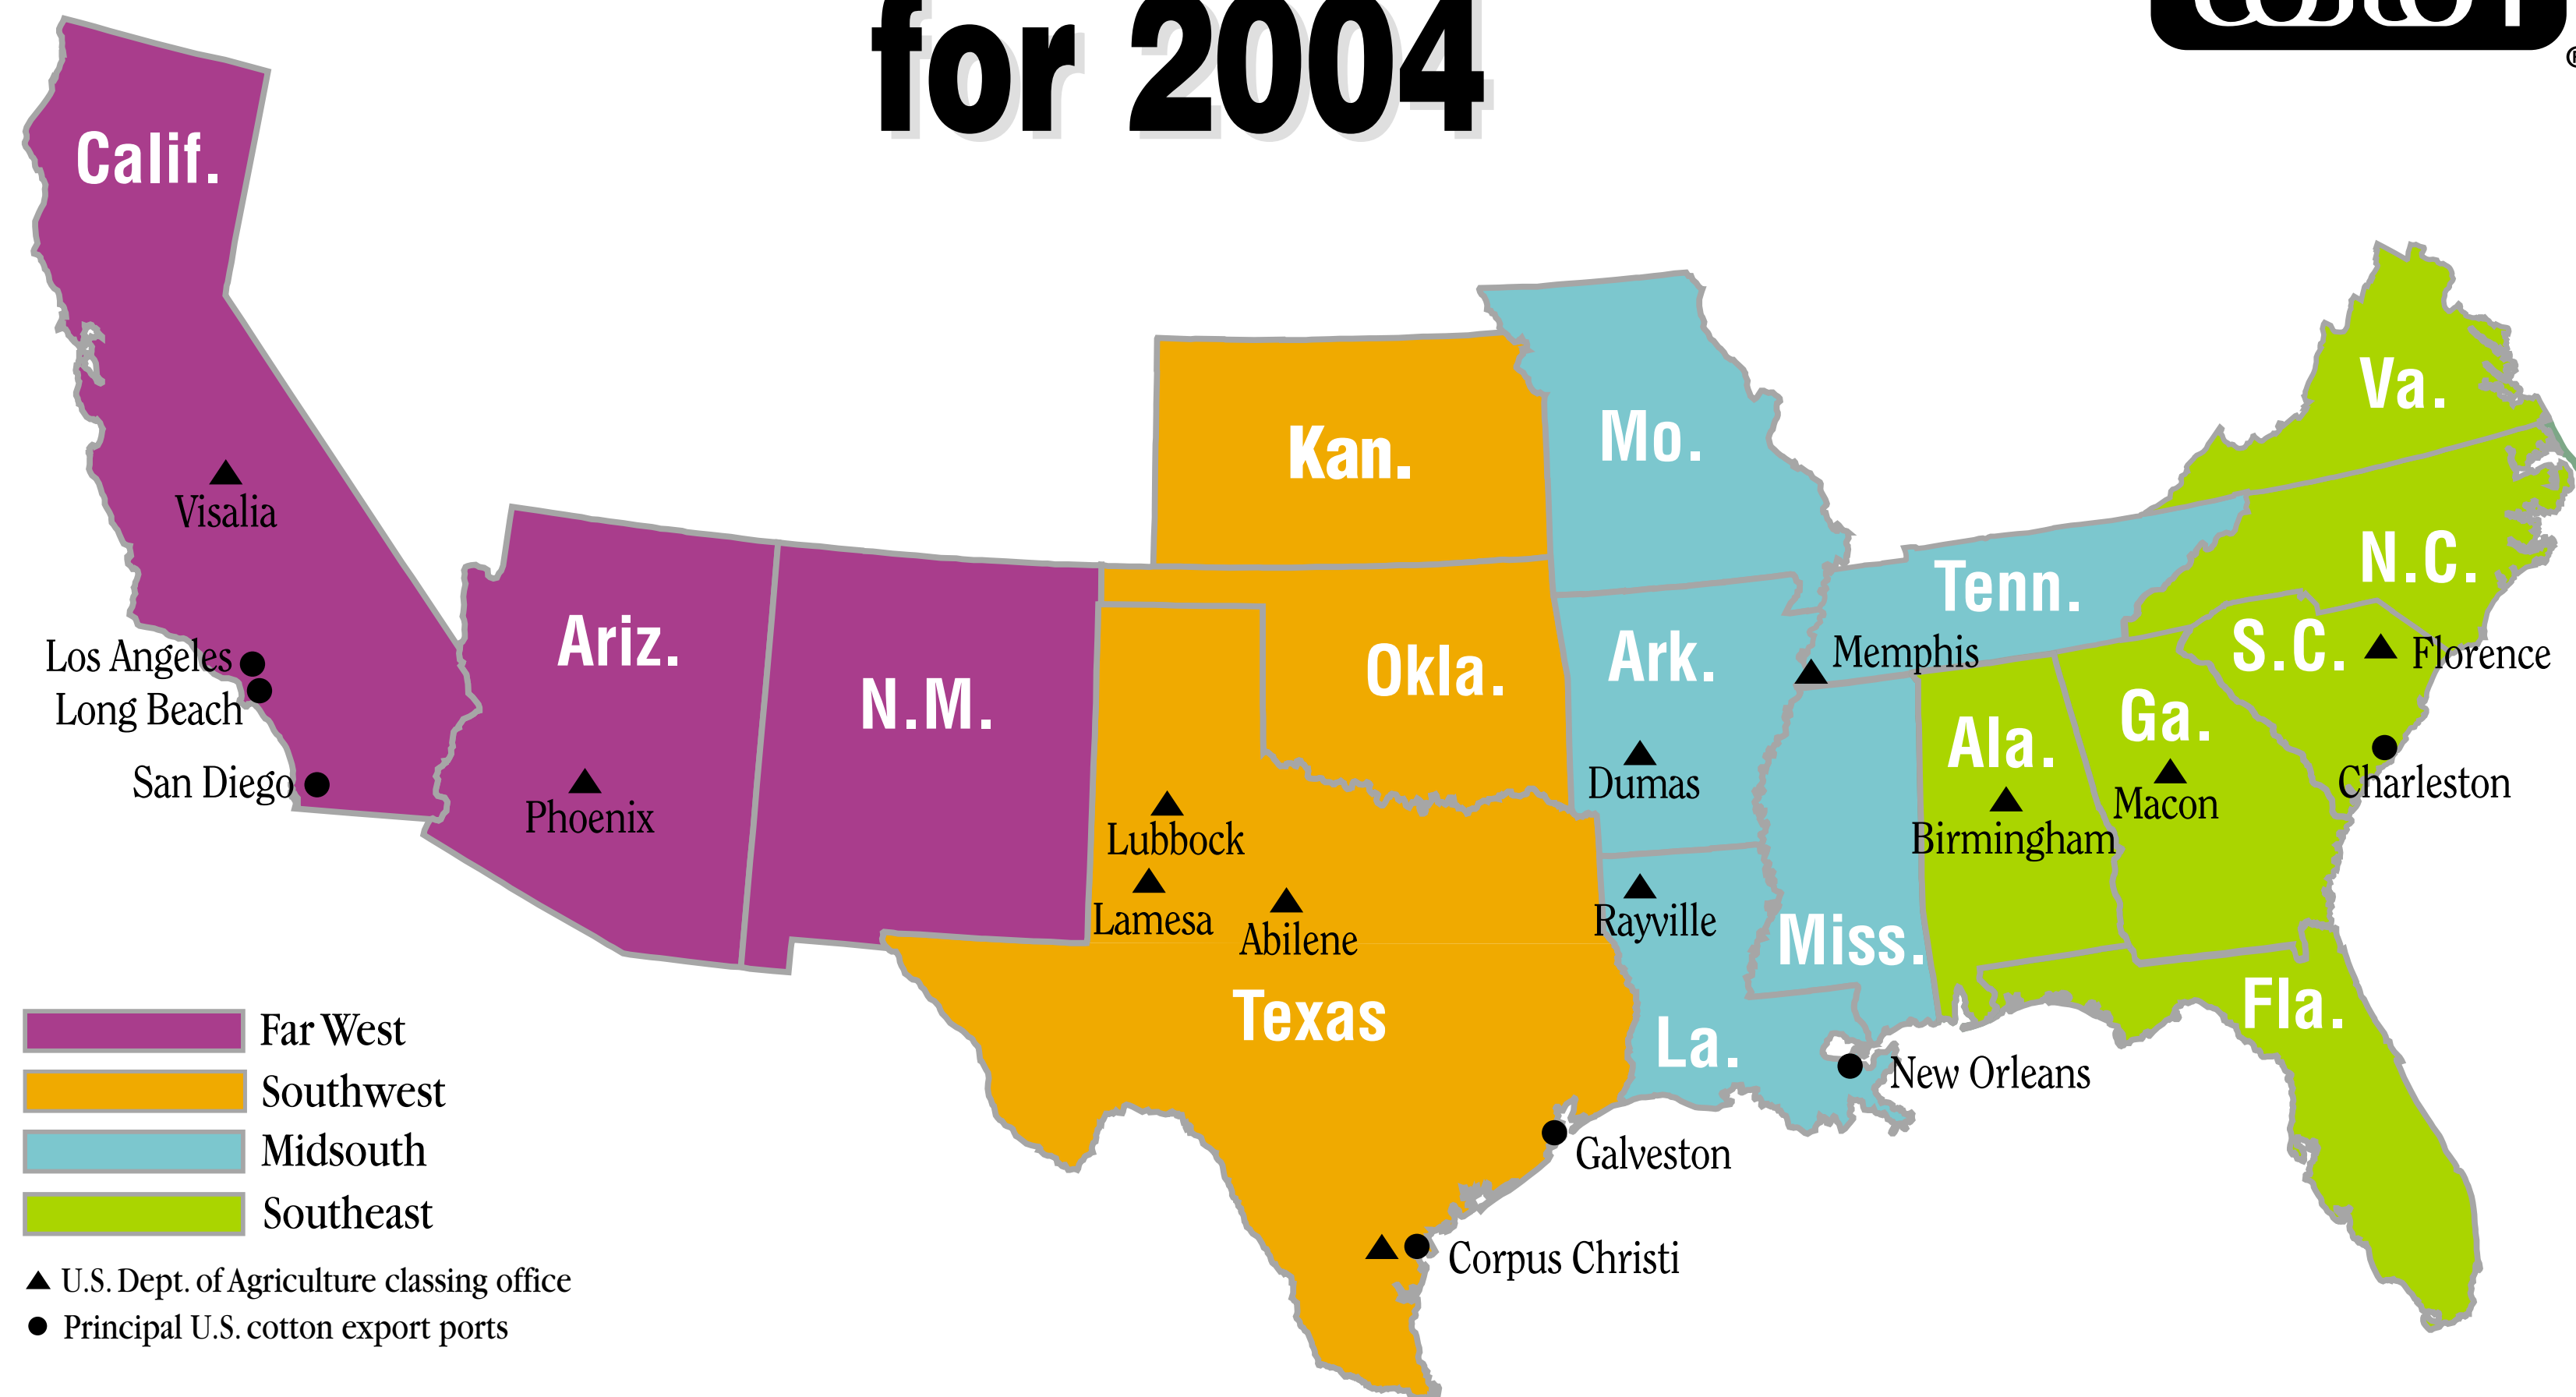 for 2004
Calif.
Visalia
Los Angeles
Long Beach
San Diego
Ariz.
Phoenix
N.M.
Kan.
Okla.
Lubbock
Lamesa
Abilene
Texas
Galveston
Corpus Christi
Mo.
Ark.
Dumas
Rayville
La.
New Orleans
Tenn.
Memphis
Miss.
Ala.
Birmingham
Ga.
Macon
Va.
N.C.
S.C.
Florence
Charleston
Fla.
Far West
Southwest
Midsouth
Southeast
U.S. Dept. of Agriculture classing office
Principal U.S. cotton export ports